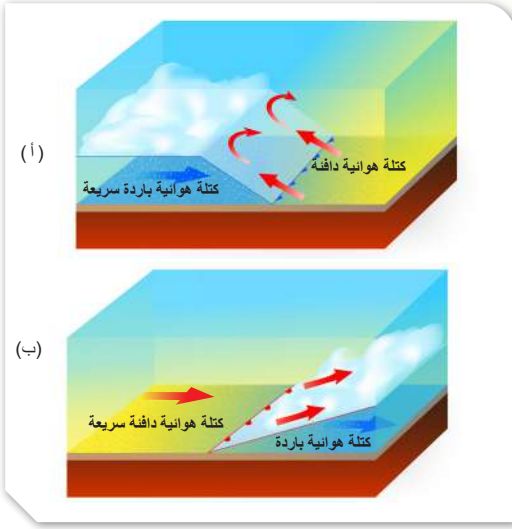 (أ)
كتلة هوائية دافئة
كتلة هوائية باردة سريعة
(ب)
كتلة هوائية دافئة سريعة
كتلة هوائية باردة